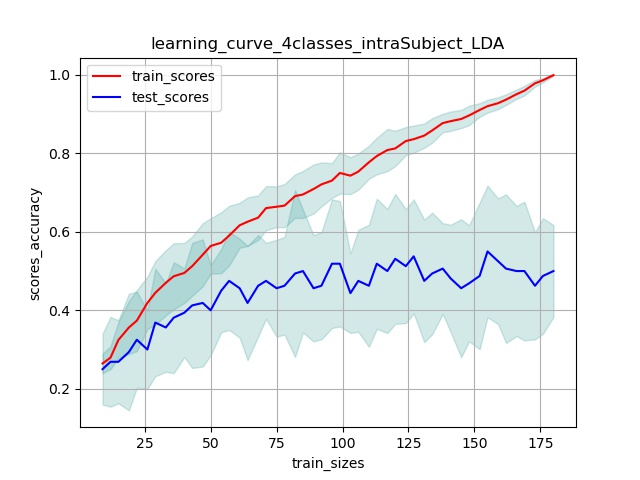 learning_curve_4classes_intraSubject_LDA
train_scores
test_scores
1.0
0.8
0.6
0.4
0.2
scores_accuracy
25 50 75 100 125 150 175
train_sizes